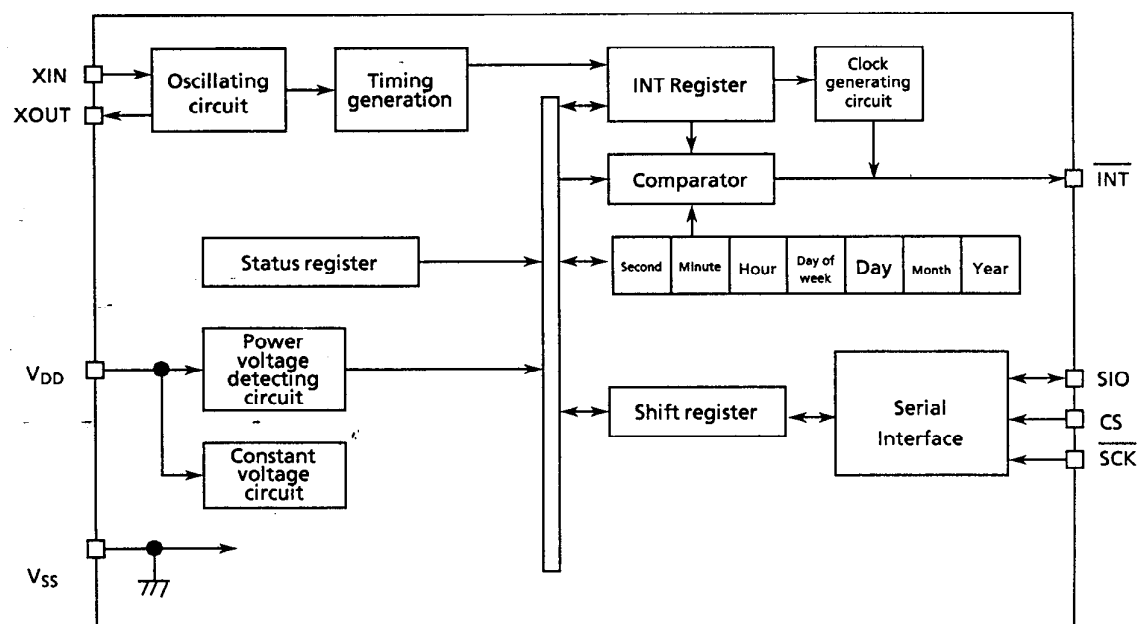 XIN
XOUT
Oscillating
circuit
Timing
generation
INT Register
Clock
generating
circuit
Comparator
INT
Status register
Second
Minute
Hour
Day of
week
Day
Month
Year
VDD
Power
voltage
detecting
circuit
Constant
voltage
circuit
Shift register
Serial
Interface
SIO
CS
SCK
VSS